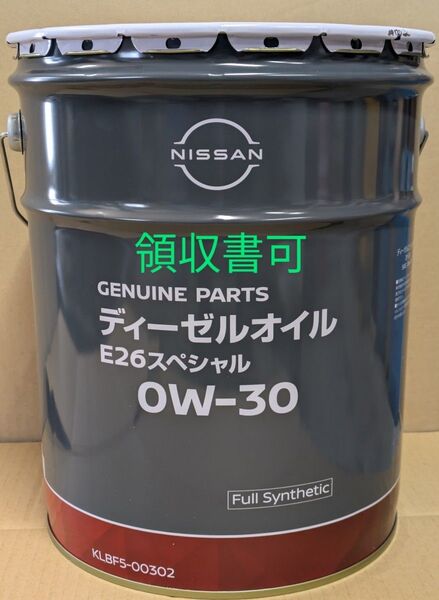 NISSAN
領収書可
GENUINE PARTS
ディーゼルオイル
E26スペシャル
0W-30
Full Synthetic
KLBF5-00302